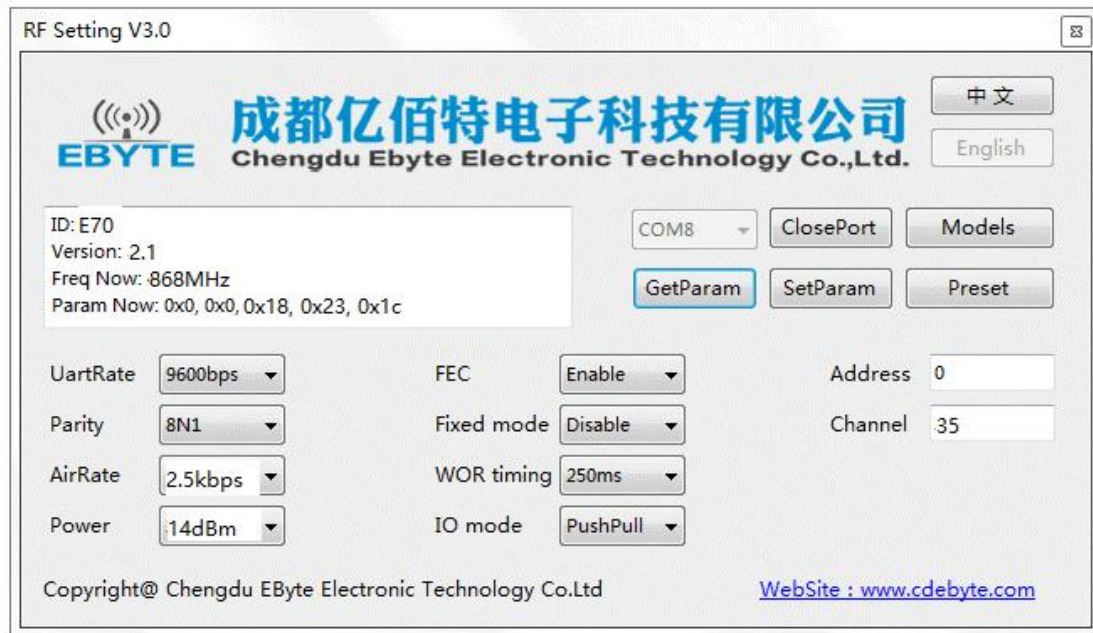 RF Setting V3.0
EBYTE
成都亿佰特电子科技有限公司
Chengdu Ebyte Electronic Technology Co.,Ltd.
中文
English
ID: E70
Version: 2.1
Freq Now: 868MHz
Param Now: 0x0, 0x0, 0x18, 0x23, 0x1c
COM8 ClosePort Models
GetParam SetParam Preset
UartRate 9600bps FEC Enable Address 0
Parity 8N1 Fixed mode Disable Channel 35
AirRate 2.5kbps WOR timing 250ms
Power 14dBm IO mode PushPull
Copyright@ Chengdu EByte Electronic Technology Co.Ltd WebSite : www.cdebyte.com